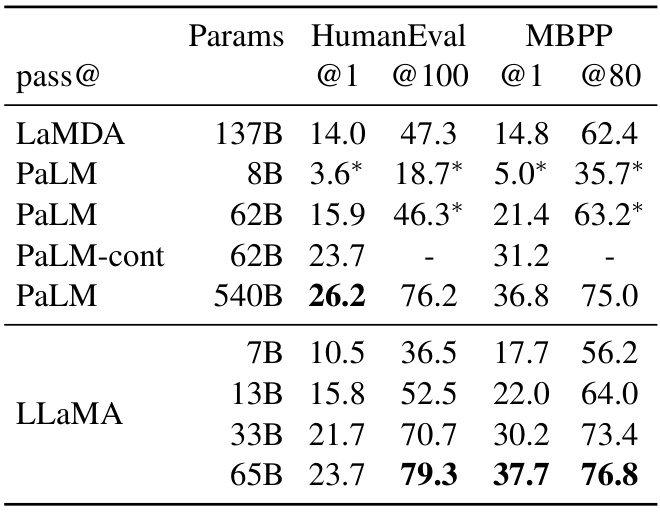 Params HumanEval MBPP
pass@ @1 @100 @1 @80
LaMDA 137B 14.0 47.3 14.8 62.4
PaLM 8B 3.6* 18.7* 5.0* 35.7*
PaLM 62B 15.9 46.3* 21.4 63.2*
PaLM-cont 62B 23.7 - 31.2 -
PaLM 540B 26.2 76.2 36.8 75.0
7B 10.5 36.5 17.7 56.2
13B 15.8 52.5 22.0 64.0
LLaMA
33B 21.7 70.7 30.2 73.4
65B 23.7 79.3 37.7 76.8